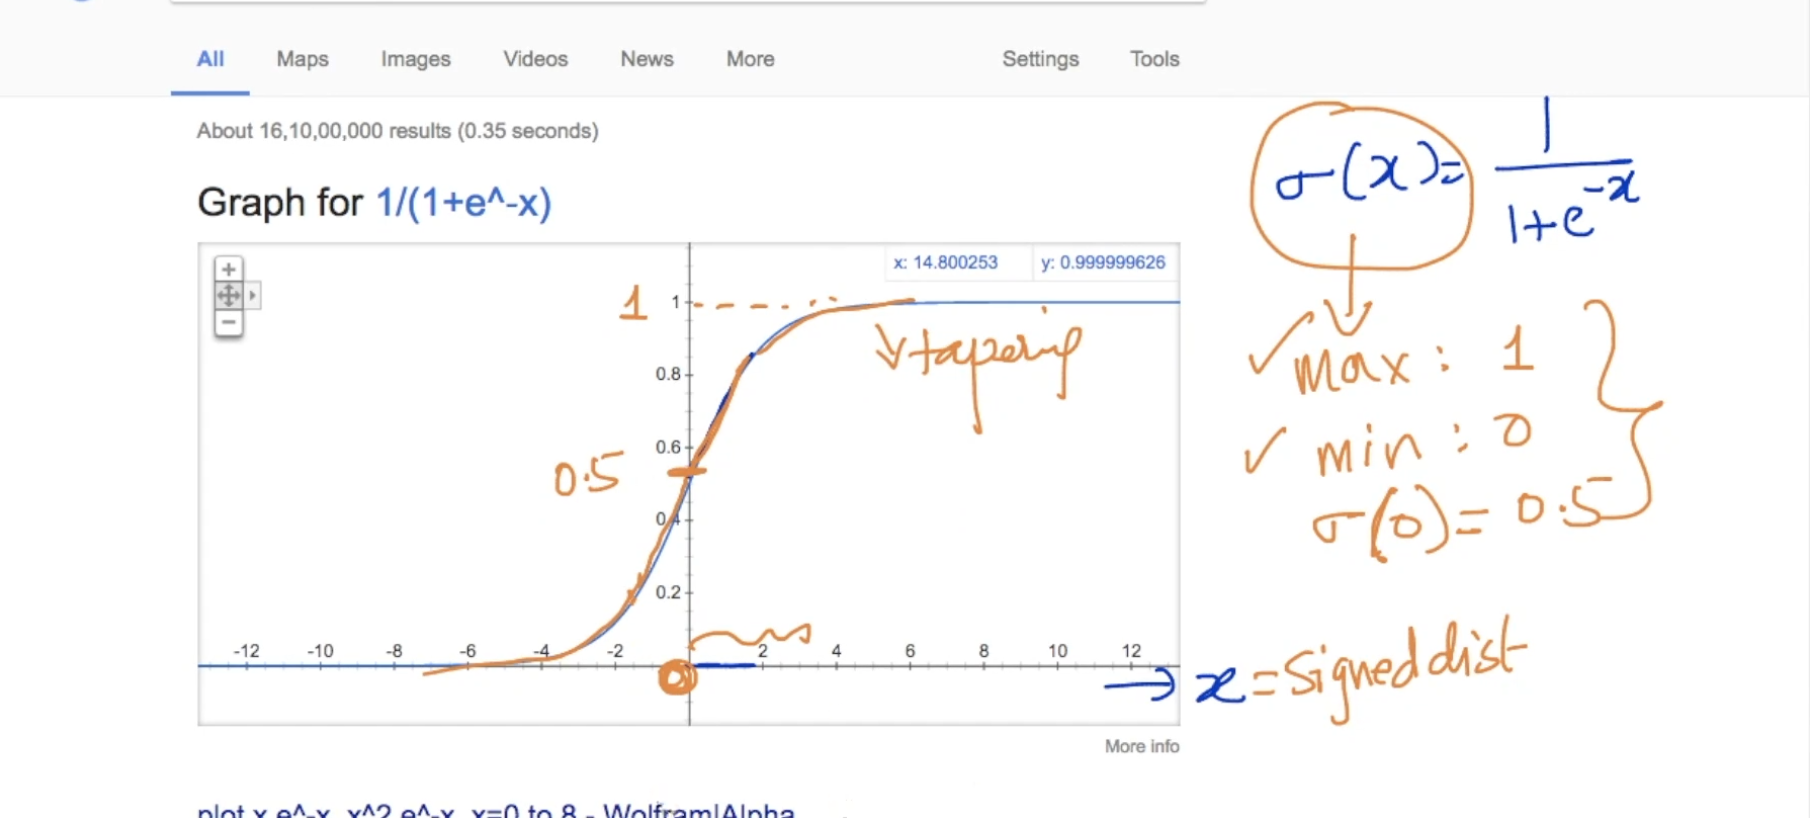 All Maps Images Videos News More Settings Tools
About 16,10,00,000 results (0.35 seconds)
Graph for 1/(1+e^-x)
x: 14.800253 y: 0.999999626
1
0.8
0.6
0.4
0.2
-12 -10 -8 -6 -4 -2 2 4 6 8 10 12
1
tapering
0.5
0
σ(x)= 1
1+e^-x
Max : 1
min : 0
σ(0)= 0.5
x = Signed dist
More info
plot x e^-x, x^2 e^-x, x=0 to 8 - Wolfram|Alpha